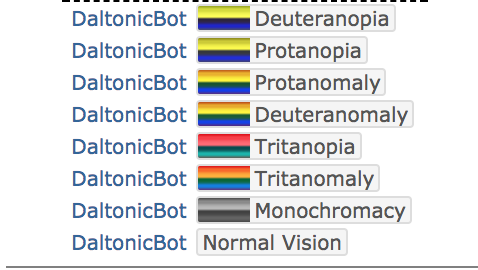 DaltonicBot Deuteranopia
DaltonicBot Protanopia
DaltonicBot Protanomaly
DaltonicBot Deuteranomaly
DaltonicBot Tritanopia
DaltonicBot Tritanomaly
DaltonicBot Monochromacy
DaltonicBot Normal Vision